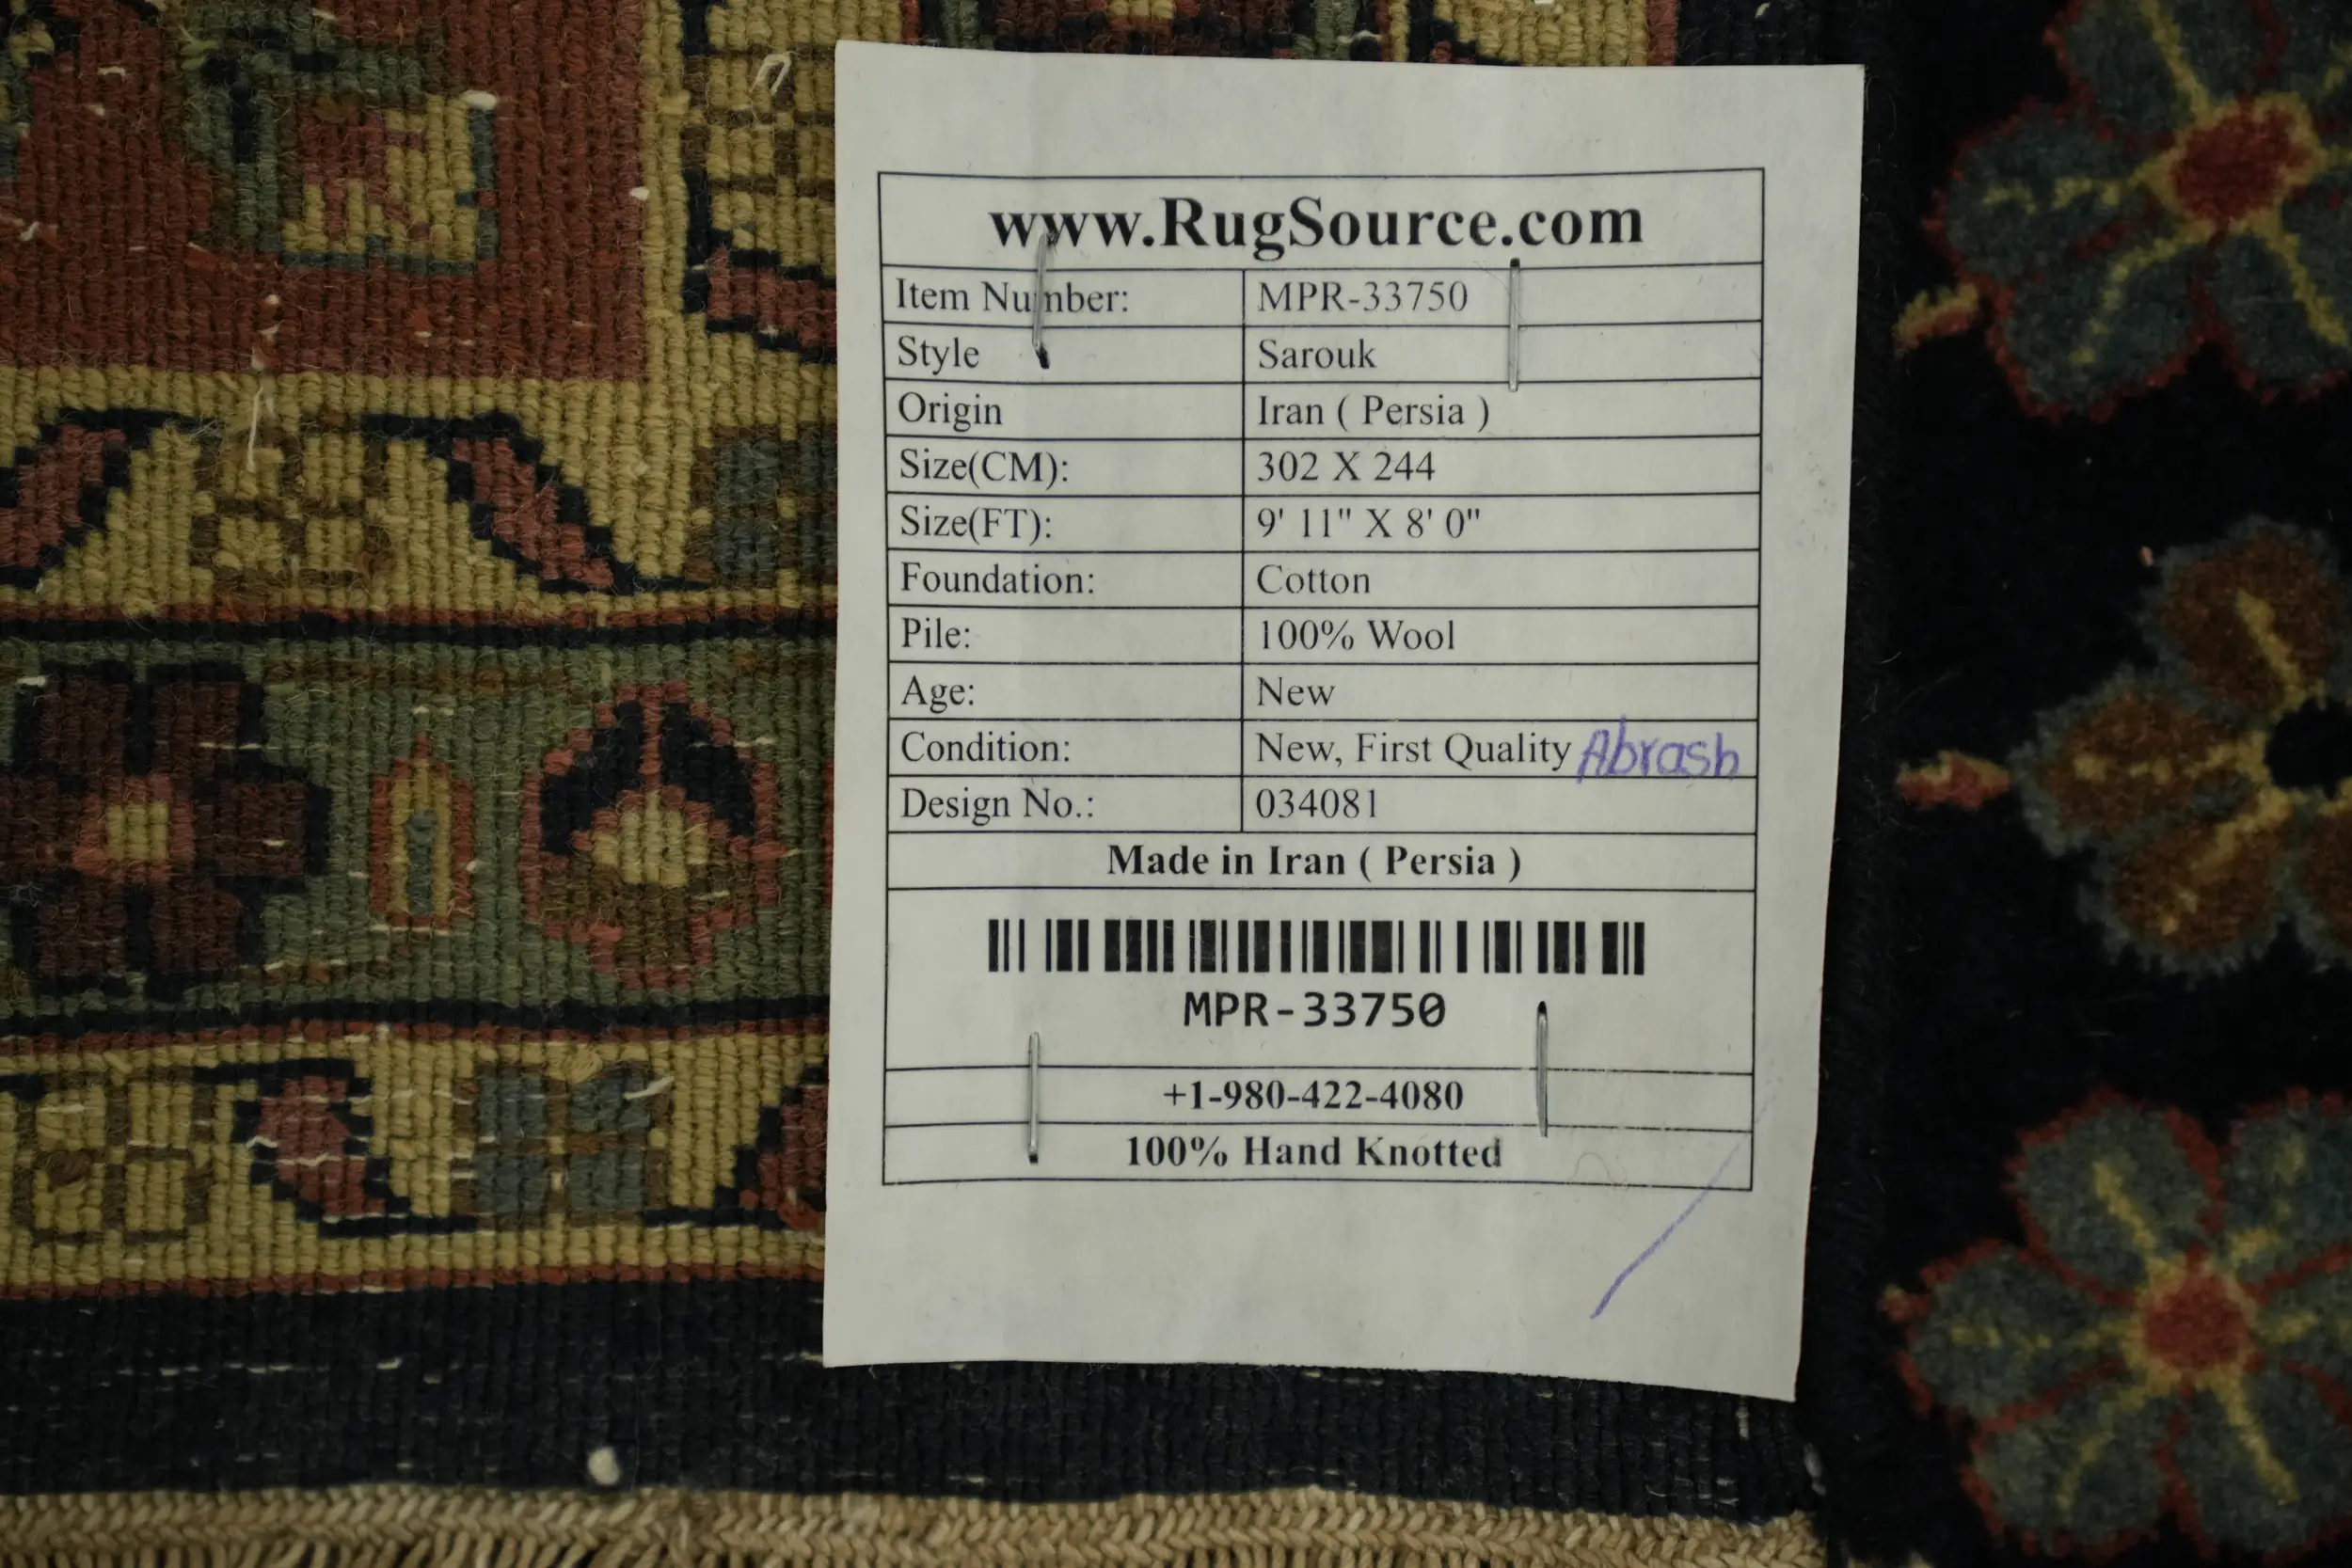 www.RugSource.com
Item Number: MPR-33750
Style Sarouk
Origin Iran ( Persia )
Size(CM): 302 X 244
Size(FT): 9' 11" X 8' 0"
Foundation: Cotton
Pile: 100% Wool
Age: New
Condition: New, First Quality Abrash
Design No.: 034081
Made in Iran ( Persia )
MPR-33750
+1-980-422-4080
100% Hand Knotted